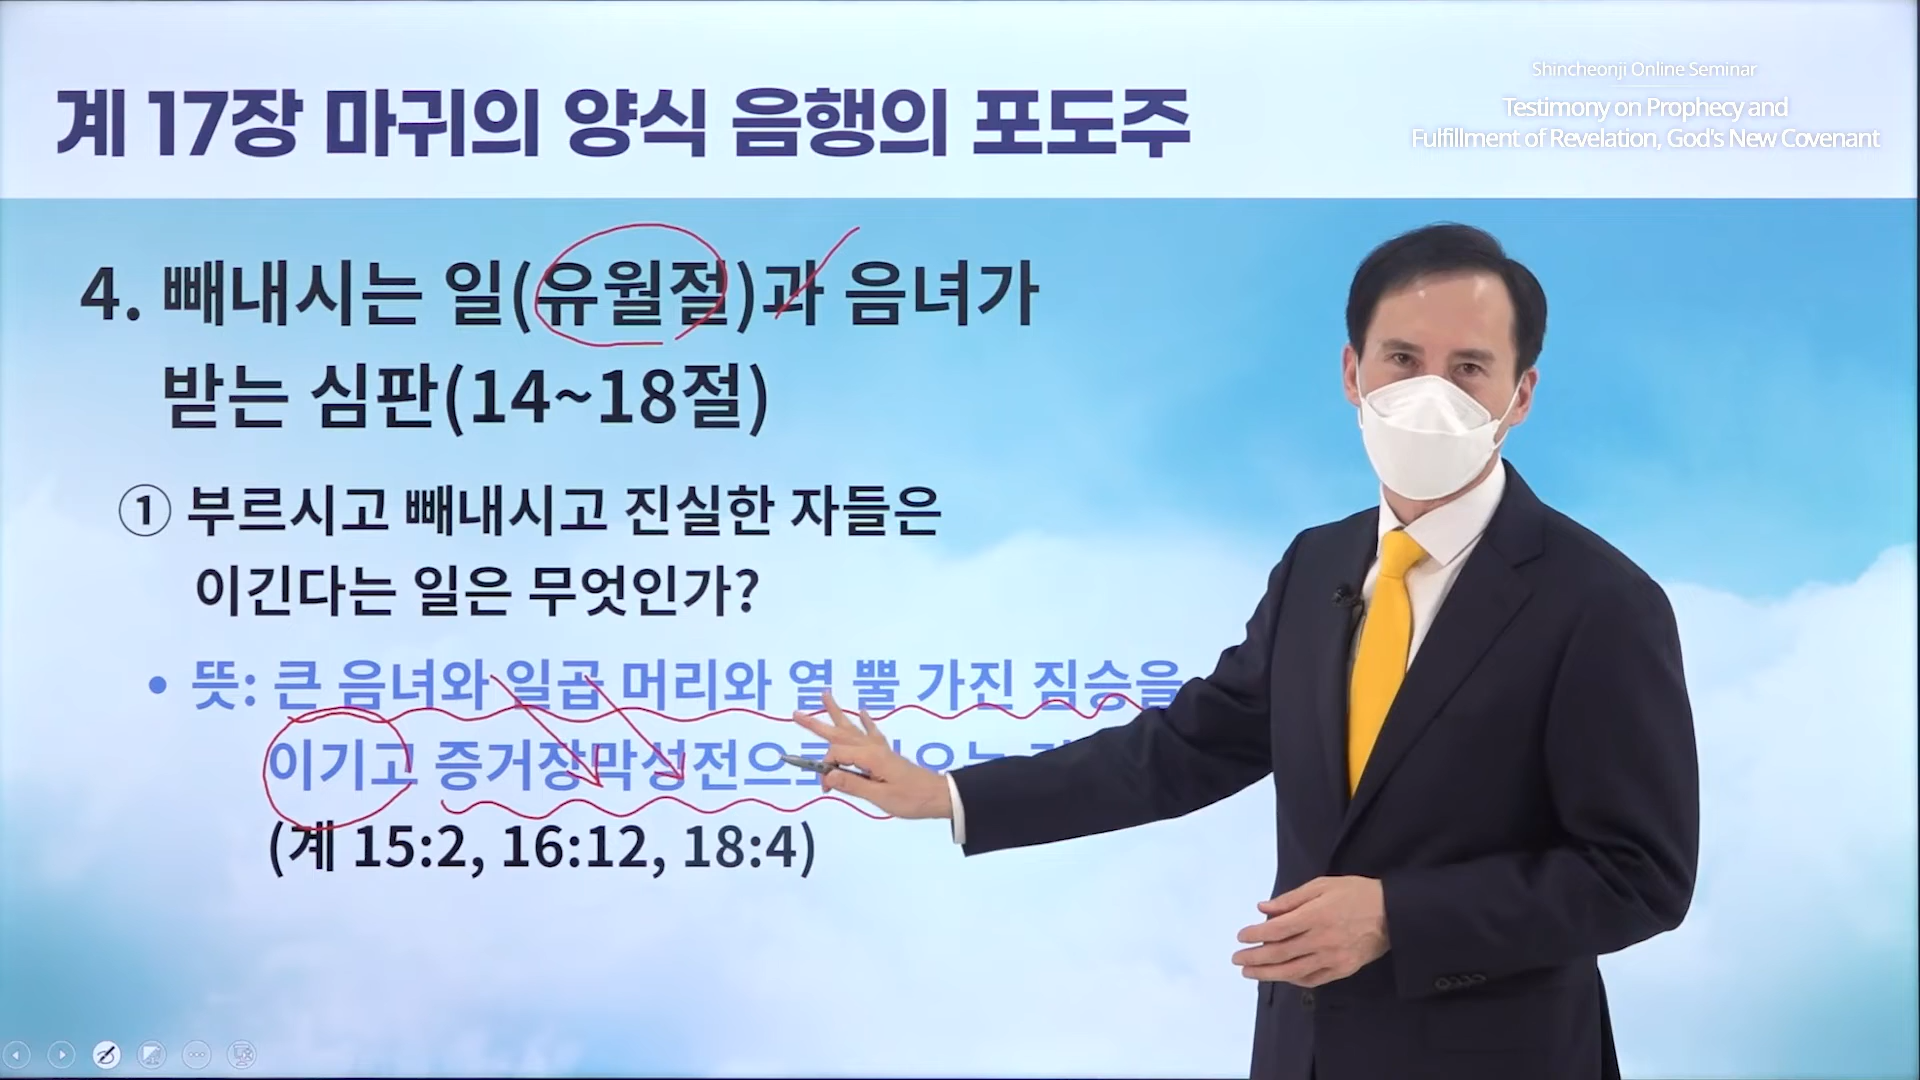 계 17장 마귀의 양식 음행의 포도주
Shincheonji Online Seminar
Testimony on Prophecy and
Fulfillment of Revelation, God's New Covenant
4. 빼내시는 일(유월절)과 음녀가
받는 심판(14~18절)
① 부르시고 빼내시고 진실한 자들은
이긴다는 일은 무엇인가?
• 뜻: 큰 음녀와 일곱 머리와 열 뿔 가진 짐승을
이기고 증거장막성전으로
(계 15:2, 16:12, 18:4)